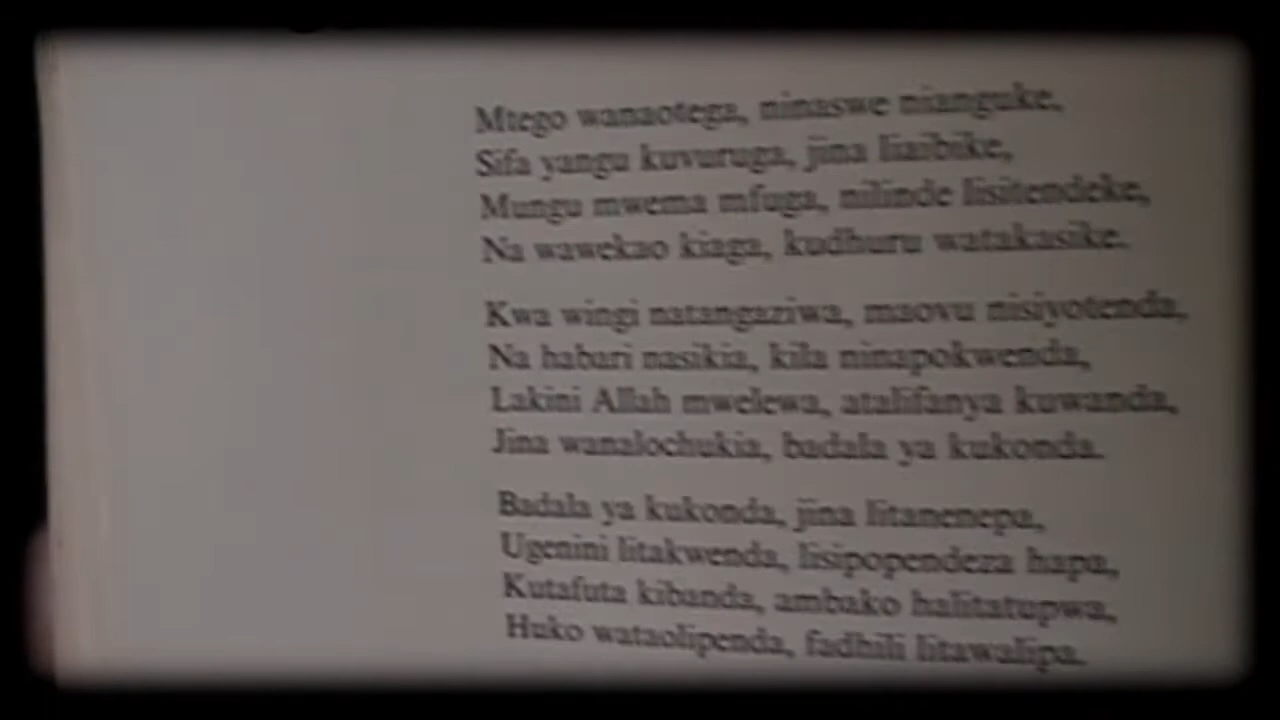 Mtego wanaotega, ninaswe nianguke,
Sifa yangu kuvuruga, jina liaibike,
Mungu mwema mfuga, nilinde lisitendeke,
Na wawekao kiaga, kudhuru watakasike.
Kwa wingi natangaziwa, maovu nisiyotenda,
Na habari nasikia, kila ninapokwenda,
Lakini Allah mwelewa, atalifanya kuwanda,
Jina wanalochukia, badala ya kukonda.
Badala ya kukonda, jina litanenepa,
Ugenini litakwenda, lisipopendeza hapa,
Kutafuta kibanda, ambako halitatupwa,
Huko wataolipenda, fadhili litawalipa.